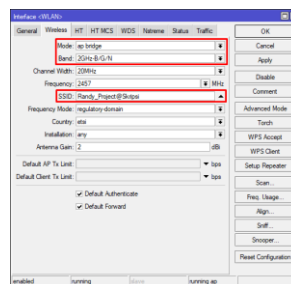 Interface <WLAN>
General Wireless HT HT MCS WDS Nstreme Status Traffic
Mode: ap bridge
Band: 2GHz-B/G/N
Channel Width: 20MHz
Frequency: 2457 MHz
SSID: Randy_Project@Skripsi
Frequency Mode: regulatory-domain
Country: etsi
Installation: any
Antenna Gain: 2 dBi
Default AP Tx Limit: bps
Default Client Tx Limit: bps
Default Authenticate
Default Forward
OK
Cancel
Apply
Disable
Comment
Advanced Mode
Torch
WPS Accept
WPS Client
Setup Repeater
Scan...
Freq. Usage...
Align...
Sniff...
Snooper...
Reset Configuration
enabled running slave running ap